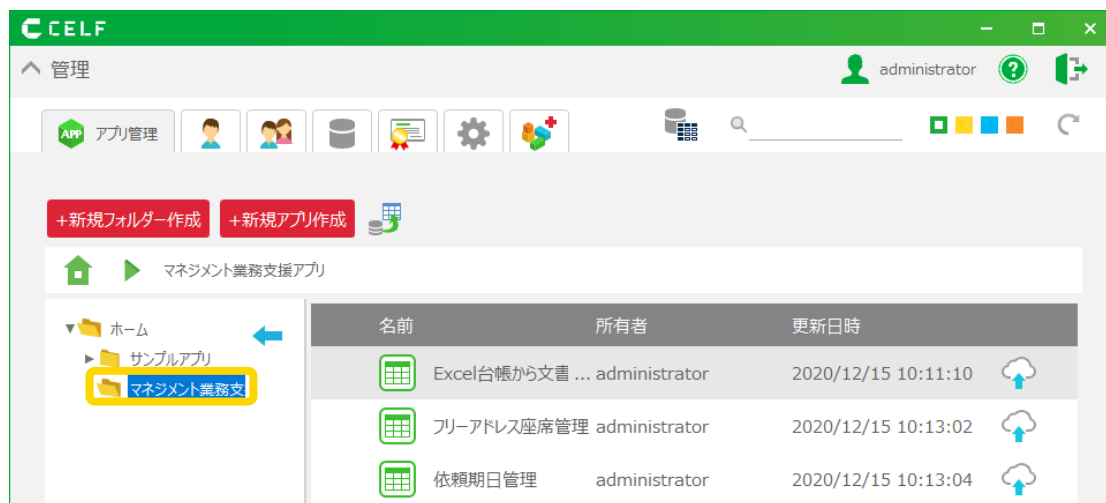 CELF
管理
administrator
APP アプリ管理
+新規フォルダー作成 +新規アプリ作成
マネジメント業務支援アプリ
ホーム
サンプルアプリ
マネジメント業務支
名前 所有者 更新日時
Excel台帳から文書 ... administrator 2020/12/15 10:11:10
フリーアドレス座席管理 administrator 2020/12/15 10:13:02
依頼期日管理 administrator 2020/12/15 10:13:04